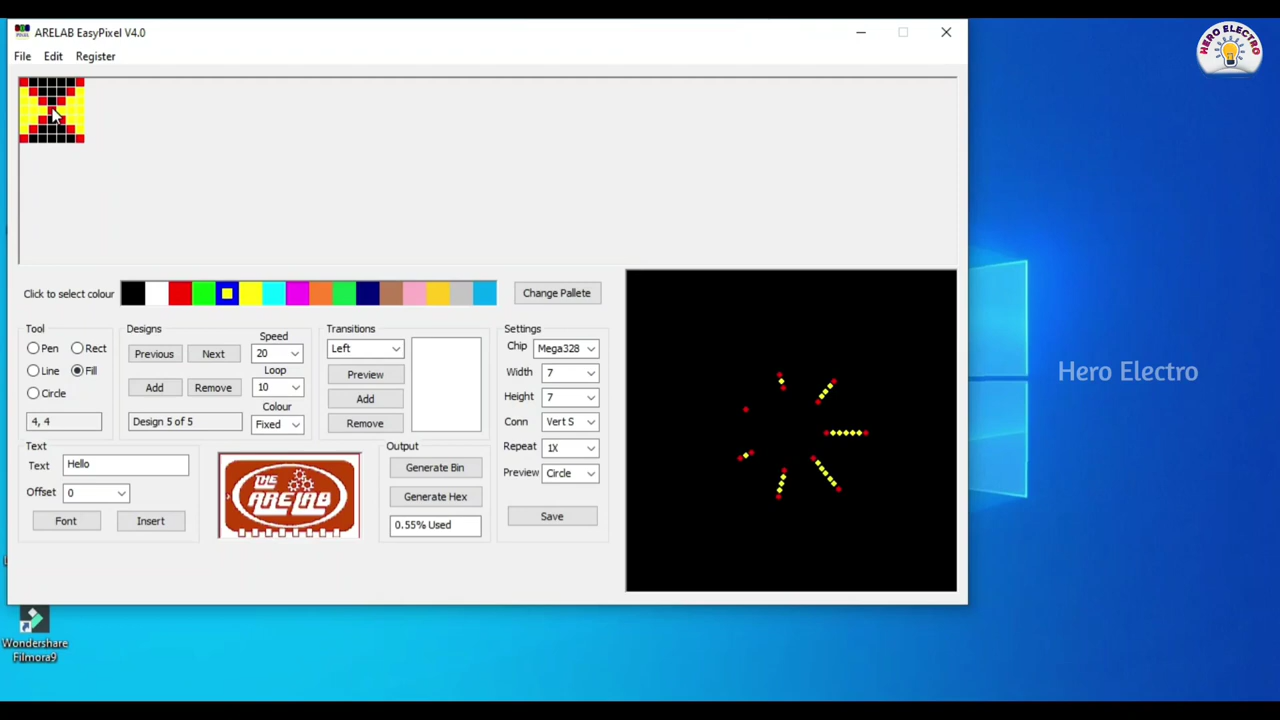 ARELAB EasyPixel V4.0
File Edit Register
HERO ELECTRO
Click to select colour
Change Pallete
Tool
Pen Rect
Line Fill
Circle
4, 4
Designs
Previous Next
Add Remove
Design 5 of 5
Speed
20
Loop
10
Colour
Fixed
Transitions
Left
Preview
Add
Remove
Settings
Chip Mega328
Width 7
Height 7
Conn Vert S
Repeat 1X
Preview Circle
Save
Text
Text Hello
Offset 0
Font Insert
THE
ARELAB
Output
Generate Bin
Generate Hex
0.55% Used
Hero Electro
Wondershare
Filmora9